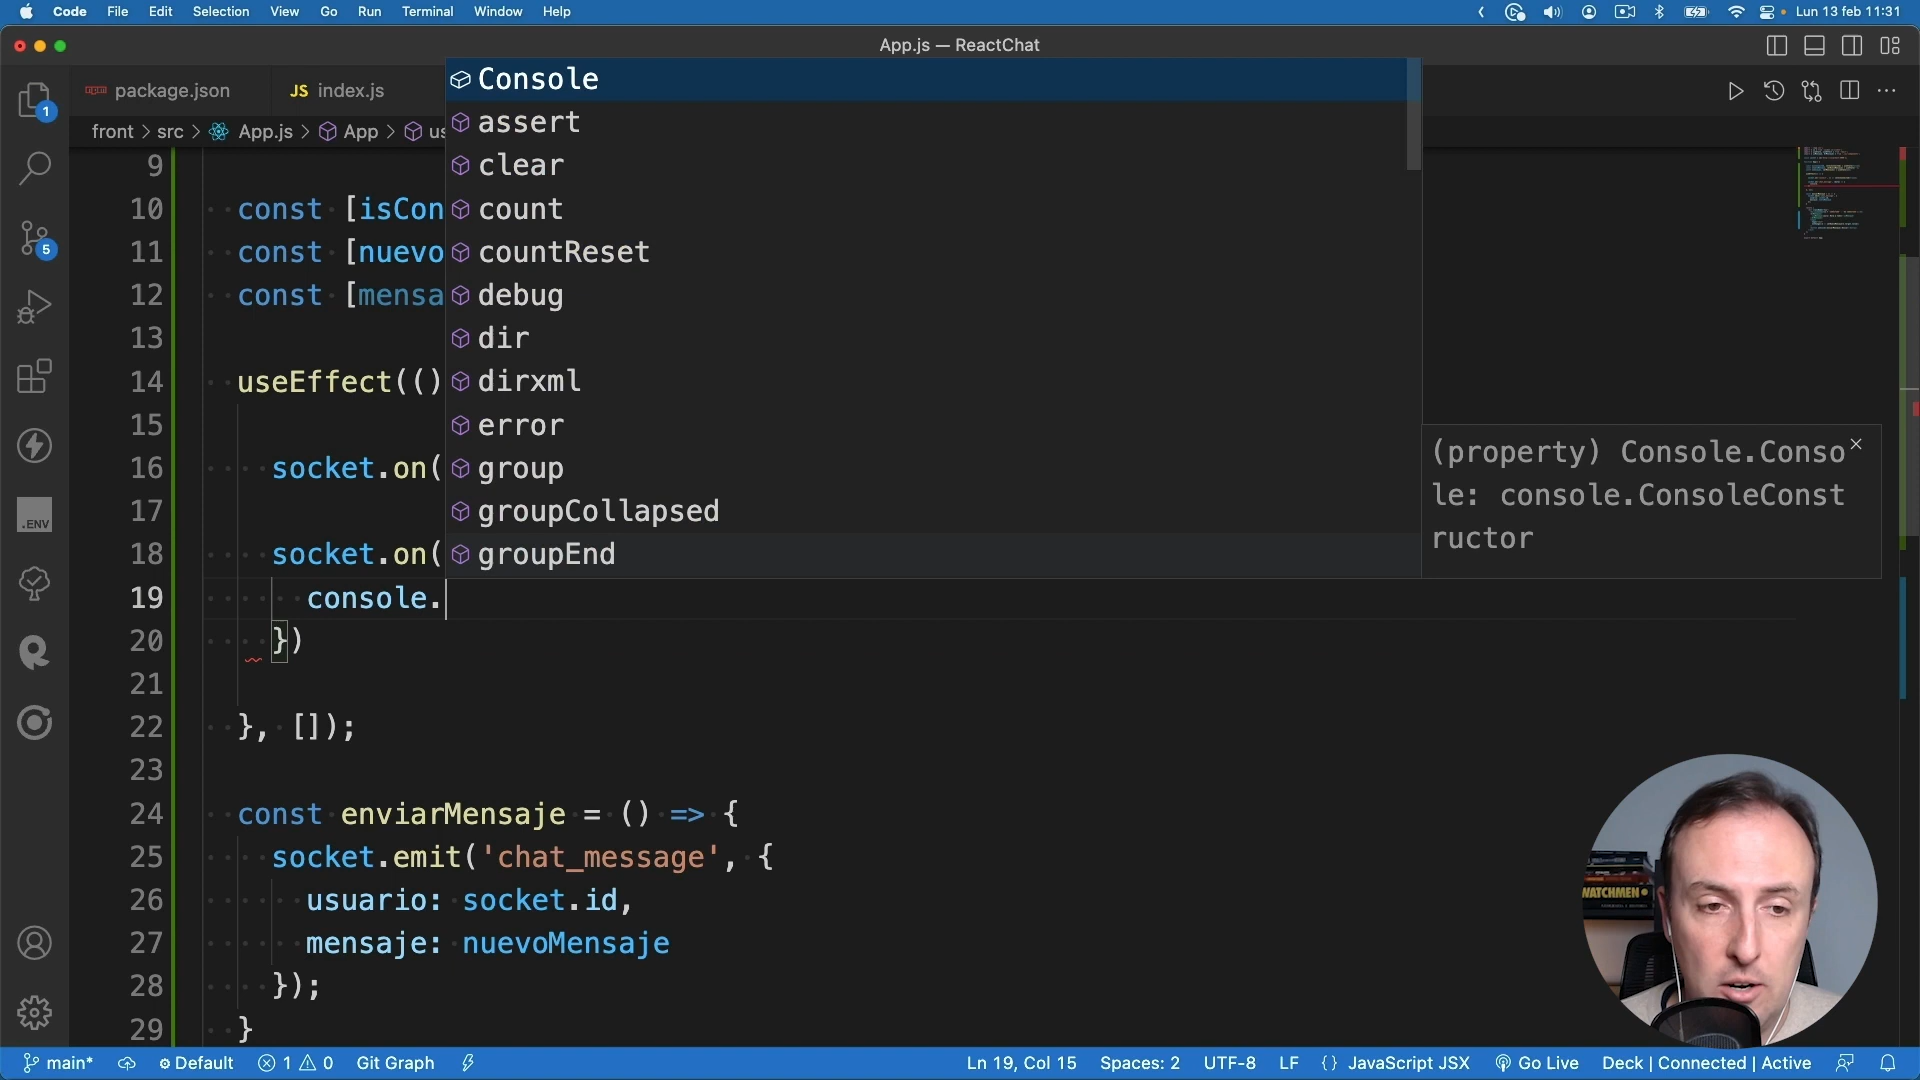 Code File Edit Selection View Go Run Terminal Window Help Lun 13 feb 11:31
App.js — ReactChat
package.json JS index.js
front > src > App.js > App > us
1
5
.ENV
Console
assert
clear
count
countReset
debug
dir
dirxml
error
group
groupCollapsed
groupEnd
(property) Console.Conso
le: console.ConsoleConst
ructor
9
10 const [isCon
11 const [nuevo
12 const [mensa
13
14 useEffect(()
15
16 socket.on(
17
18 socket.on(
19 console.
20 })
21
22 }, []);
23
24 const enviarMensaje = () => {
25 socket.emit('chat_message', {
26 usuario: socket.id,
27 mensaje: nuevoMensaje
28 });
29 }
WATCHMEN
main* Default 1 0 Git Graph Ln 19, Col 15 Spaces: 2 UTF-8 LF {} JavaScript JSX Go Live Deck | Connected | Active